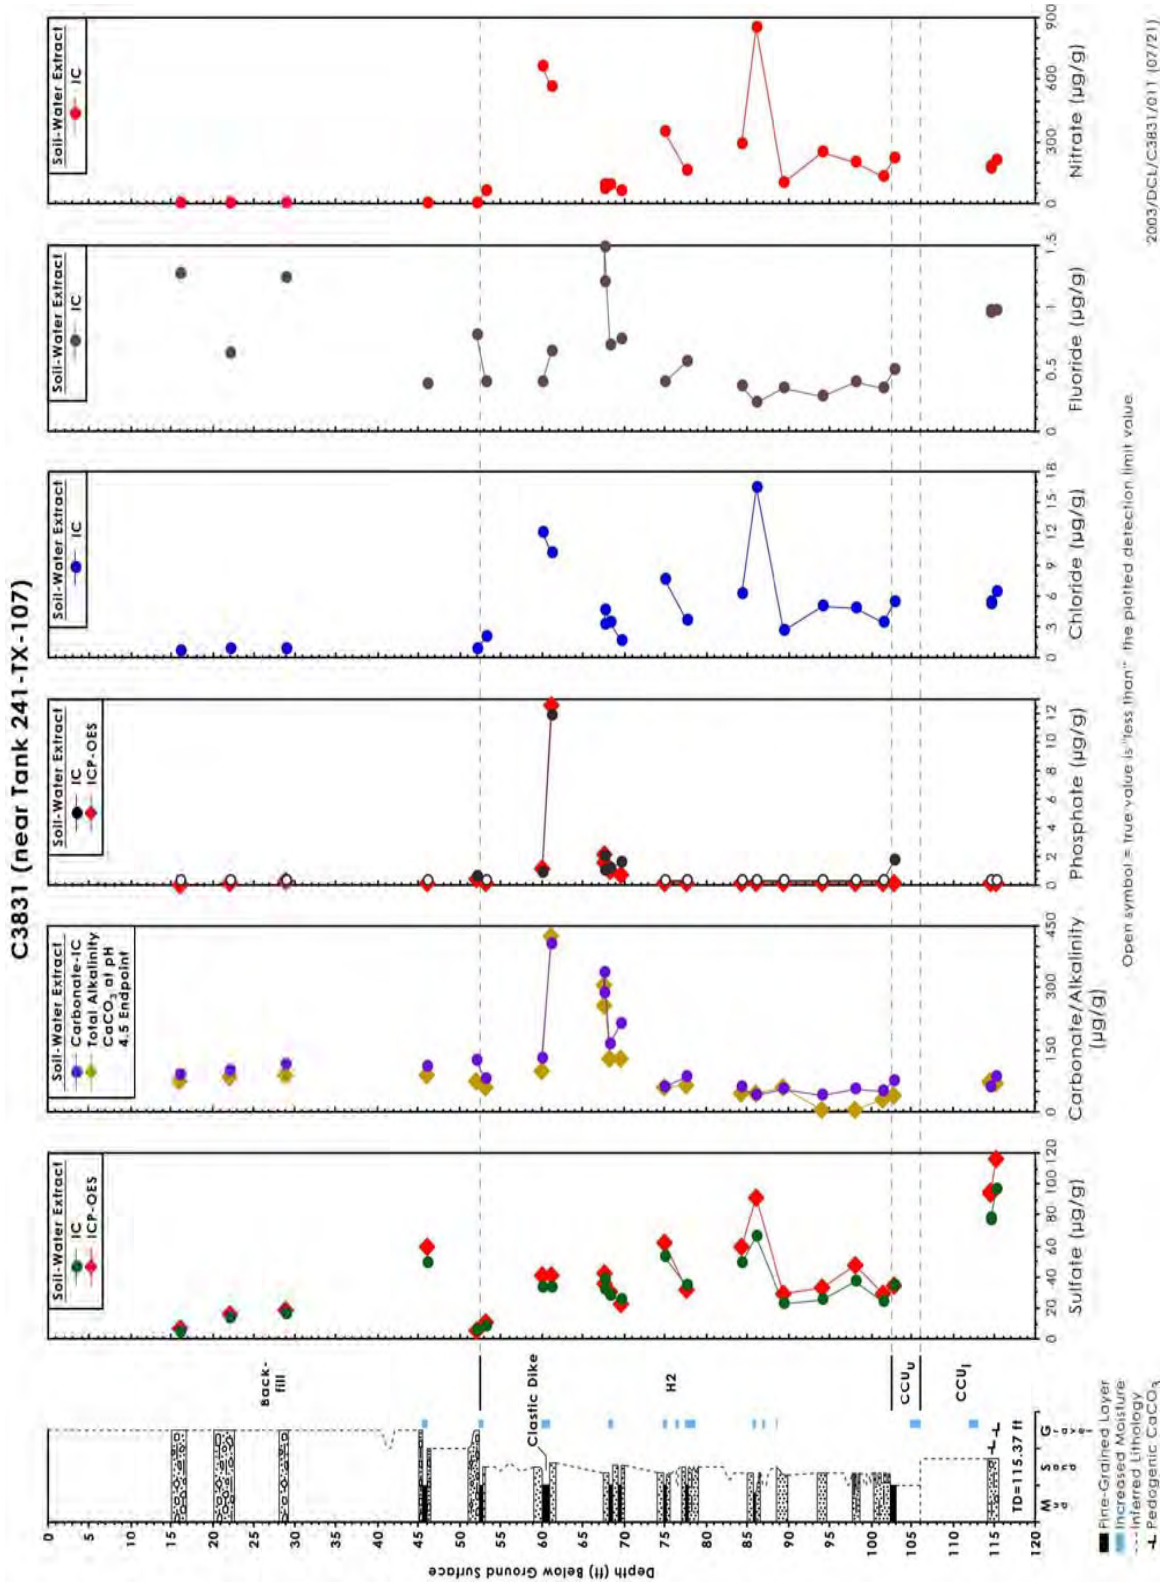 C3831 (near Tank 241-TX-107)
Depth (ft) Below Ground Surface
0
5
10
15
20
25
30
35
40
45
50
55
60
65
70
75
80
85
90
95
100
105
110
115
120
Mud
Sand
Gravel
TD=115.37 ft
Back-
fill
Clastic Dike
H2
CCUu
CCUl
Fine-Grained Layer
Increased Moisture
Inferred Lithology
Pedogenic CaCO3
Soil-Water Extract
IC
ICP-OES
0 20 40 60 80 100 120
Sulfate (µg/g)
Soil-Water Extract
Carbonate-IC
Total Alkalinity
CaCO3 at pH
4.5 Endpoint
0 150 300 450
Carbonate/Alkalinity
(µg/g)
Soil-Water Extract
IC
ICP-OES
0 2 4 6 8 10 12
Phosphate (µg/g)
Soil-Water Extract
IC
0 3 6 9 12 15 18
Chloride (µg/g)
Soil-Water Extract
IC
0 0.5 1 1.5
Fluoride (µg/g)
Soil-Water Extract
IC
0 300 600 900
Nitrate (µg/g)
Open symbol = true value is "less than" the plotted detection limit value
2003/DCL/C3831/011 (07/21)